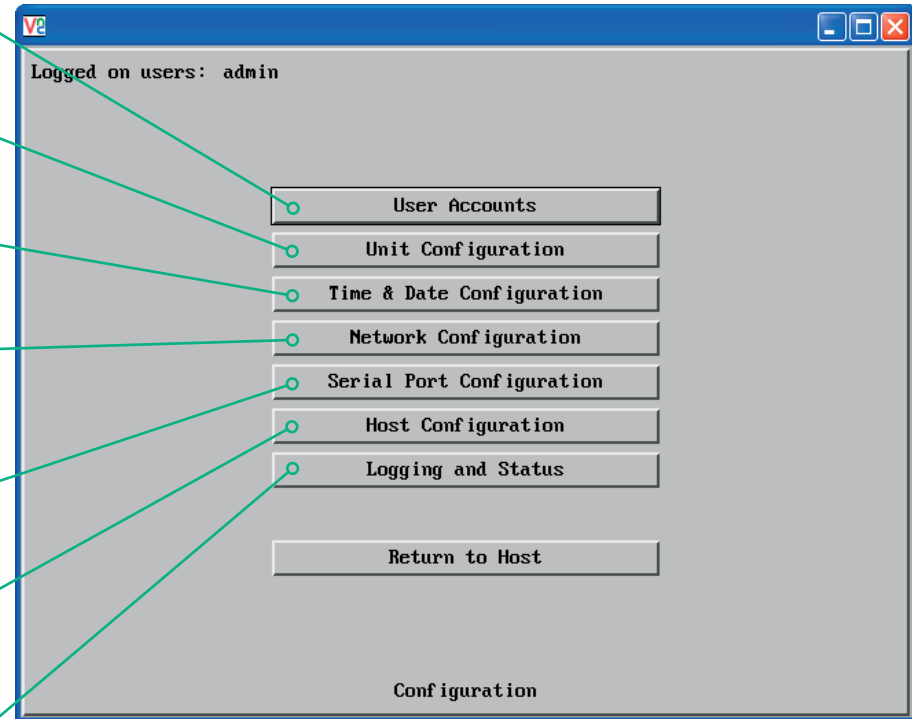 VC
Logged on users: admin
User Accounts
Unit Configuration
Time & Date Configuration
Network Configuration
Serial Port Configuration
Host Configuration
Logging and Status
Return to Host
Configuration